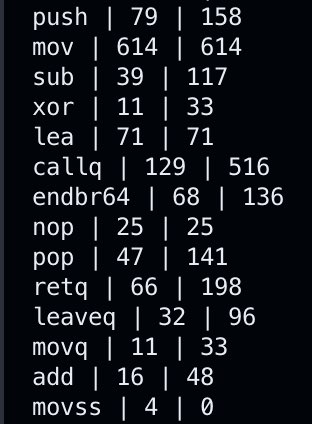 push | 79 | 158
mov | 614 | 614
sub | 39 | 117
xor | 11 | 33
lea | 71 | 71
callq | 129 | 516
endbr64 | 68 | 136
nop | 25 | 25
pop | 47 | 141
retq | 66 | 198
leaveq | 32 | 96
movq | 11 | 33
add | 16 | 48
movss | 4 | 0